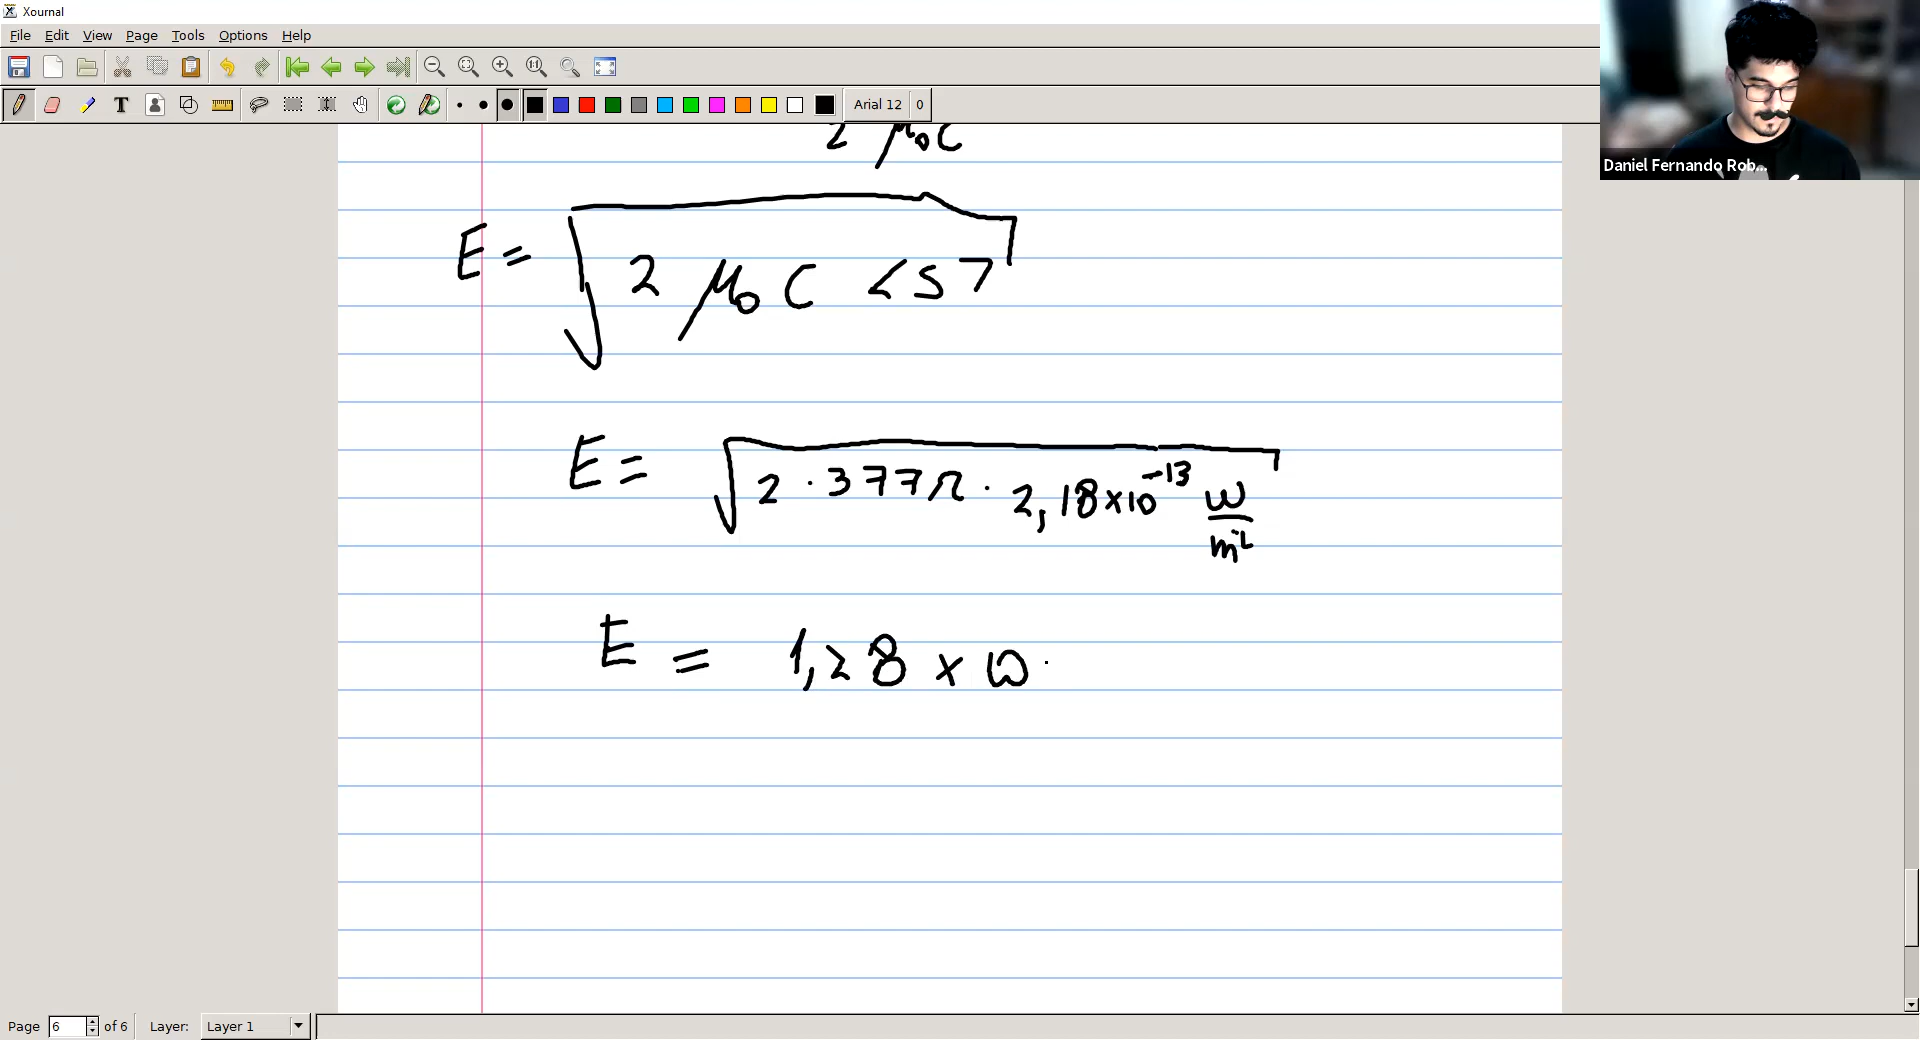 Xournal
File Edit View Page Tools Options Help
T Arial 12 0
Daniel Fernando Rob...
2 μ₀C
E = √2 μ₀ C <S>
E = √2 · 377Ω · 2,18×10⁻¹³ W/m²
E = 1,28 × 10
Page 6 of 6 Layer: Layer 1